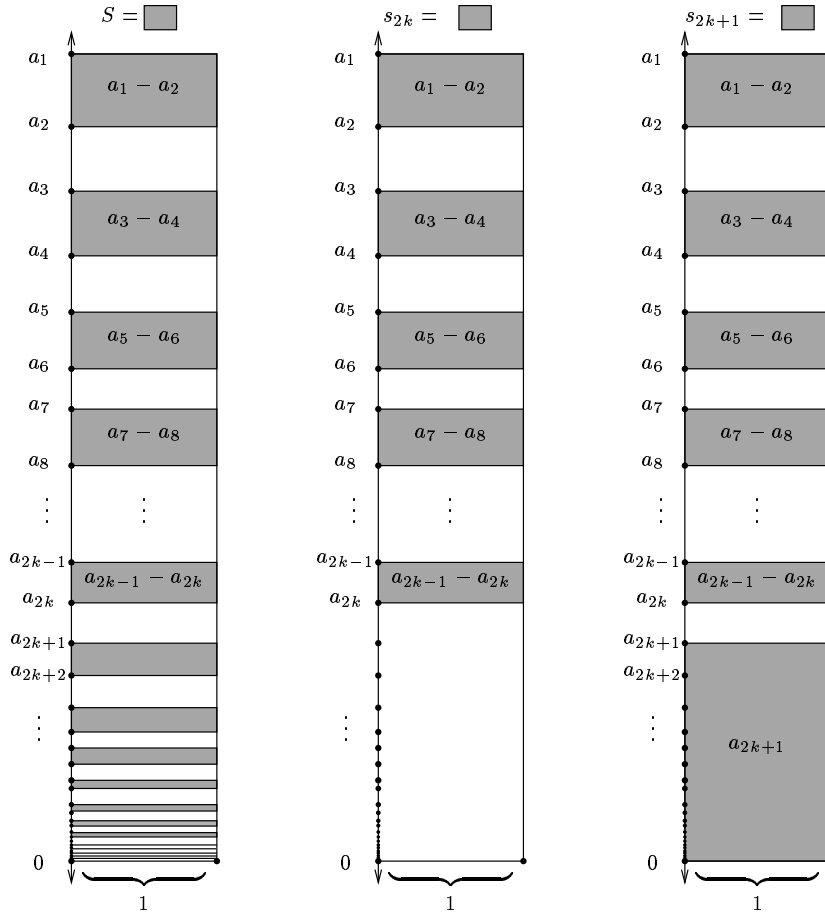 S = s_{2k} = s_{2k+1} =
a_1 a_1 a_1
a_1 − a_2 a_1 − a_2 a_1 − a_2
a_2 a_2 a_2
a_3 a_3 a_3
a_3 − a_4 a_3 − a_4 a_3 − a_4
a_4 a_4 a_4
a_5 a_5 a_5
a_5 − a_6 a_5 − a_6 a_5 − a_6
a_6 a_6 a_6
a_7 a_7 a_7
a_7 − a_8 a_7 − a_8 a_7 − a_8
a_8 a_8 a_8
⋮ ⋮ ⋮ ⋮ ⋮ ⋮
a_{2k−1} a_{2k−1} a_{2k−1}
a_{2k−1} − a_{2k} a_{2k−1} − a_{2k} a_{2k−1} − a_{2k}
a_{2k} a_{2k} a_{2k}
a_{2k+1} a_{2k+1}
a_{2k+2} a_{2k+2}
⋮ ⋮ ⋮
a_{2k+1}
0 0 0
1 1 1